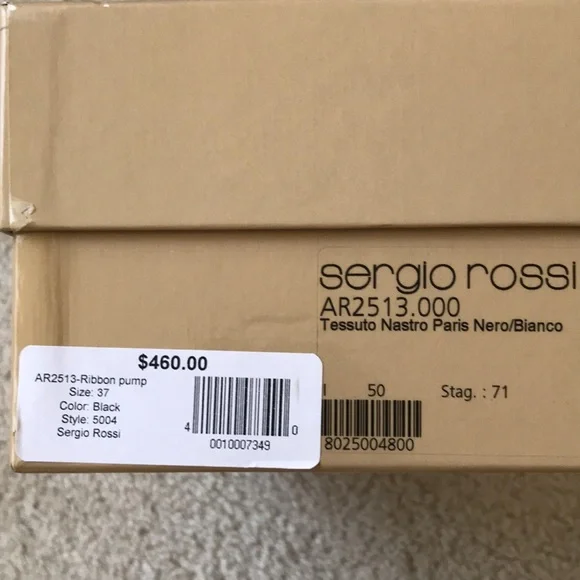 sergio rossi
AR2513.000
Tessuto Nastro Paris Nero/Bianco
50 Stag. : 71
8025004800
$460.00
AR2513-Ribbon pump
Size: 37
Color: Black
Style: 5004
Sergio Rossi
4 0010007349 0